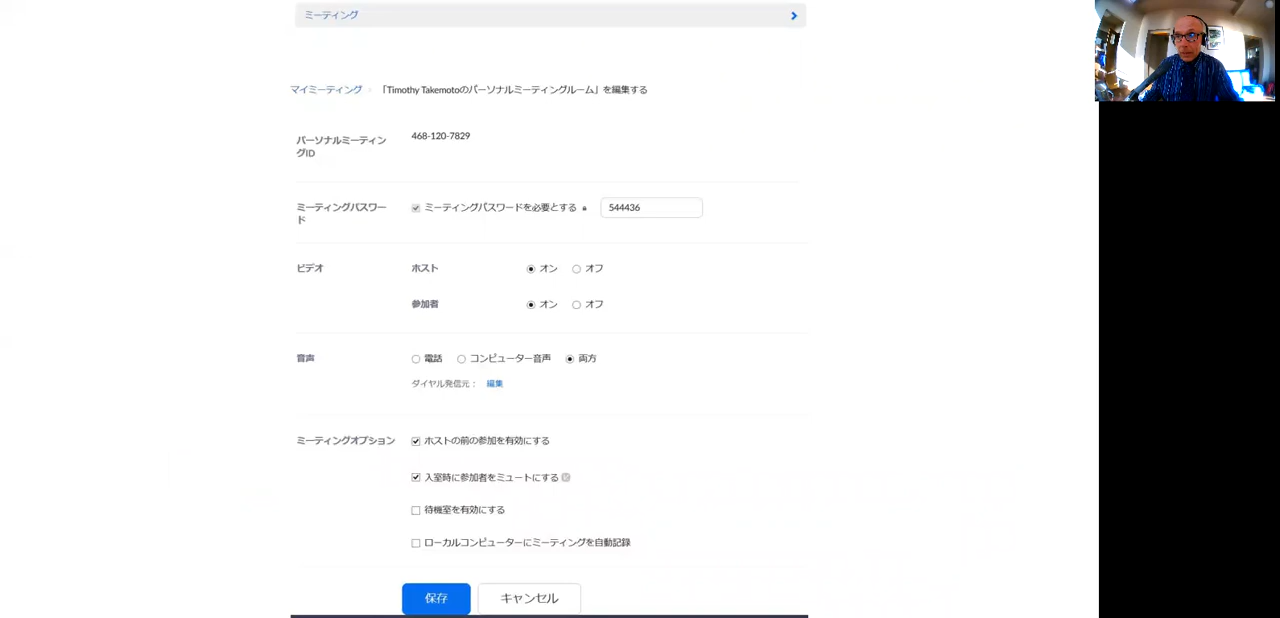 ミーティング
マイミーティング › 「Timothy Takemotoのパーソナルミーティングルーム」を編集する
パーソナルミーティン
グID
468-120-7829
ミーティングパスワー
ド
ミーティングパスワードを必要とする 544436
ビデオ ホスト オン オフ
参加者 オン オフ
音声 電話 コンピューター音声 両方
ダイヤル発信元： 編集
ミーティングオプション ホストの前の参加を有効にする
入室時に参加者をミュートにする
待機室を有効にする
ローカルコンピューターにミーティングを自動記録
保存 キャンセル